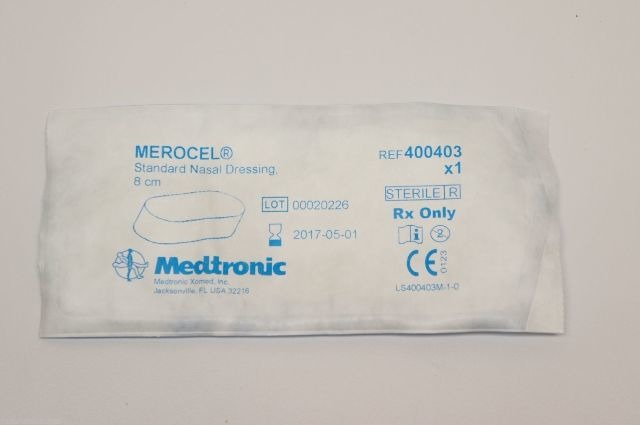 MEROCEL®
Standard Nasal Dressing,
8 cm
REF 400403
x1
LOT 00020226
2017-05-01
STERILE R
Rx Only
i
2
CE 0123
Medtronic
Medtronic Xomed, Inc.
Jacksonville, FL USA 32216
LS400403M-1-0